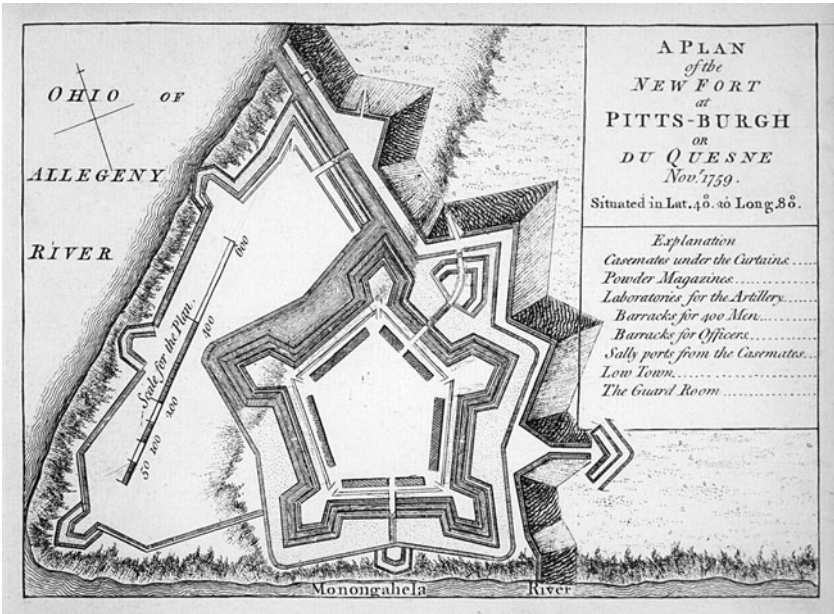 OHIO OF
ALLEGENY
RIVER
Scale for the Plan.
50 100 200 400 600
Monongahela River
A PLAN
of the
NEW FORT
at
PITTS-BURGH
OR
DU QUESNE
Novr. 1759.
Situated in Lat. 40. 20 Long. 80.
Explanation
Casemates under the Curtains.....
Powder Magazines..............
Laboratories for the Artillery.......
Barracks for 400 Men............
Barracks for Officers..............
Sally ports from the Casemates...
Low Town.....................
The Guard Room .................